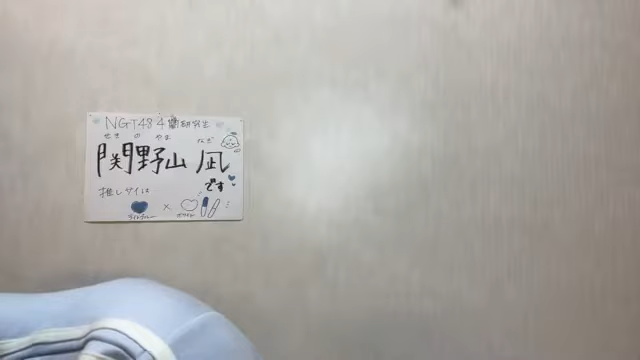 NGT48 4期研究生
せき の やま なぎ
関野山 凪
です
推しサイは
ライトブルー × ホワイト